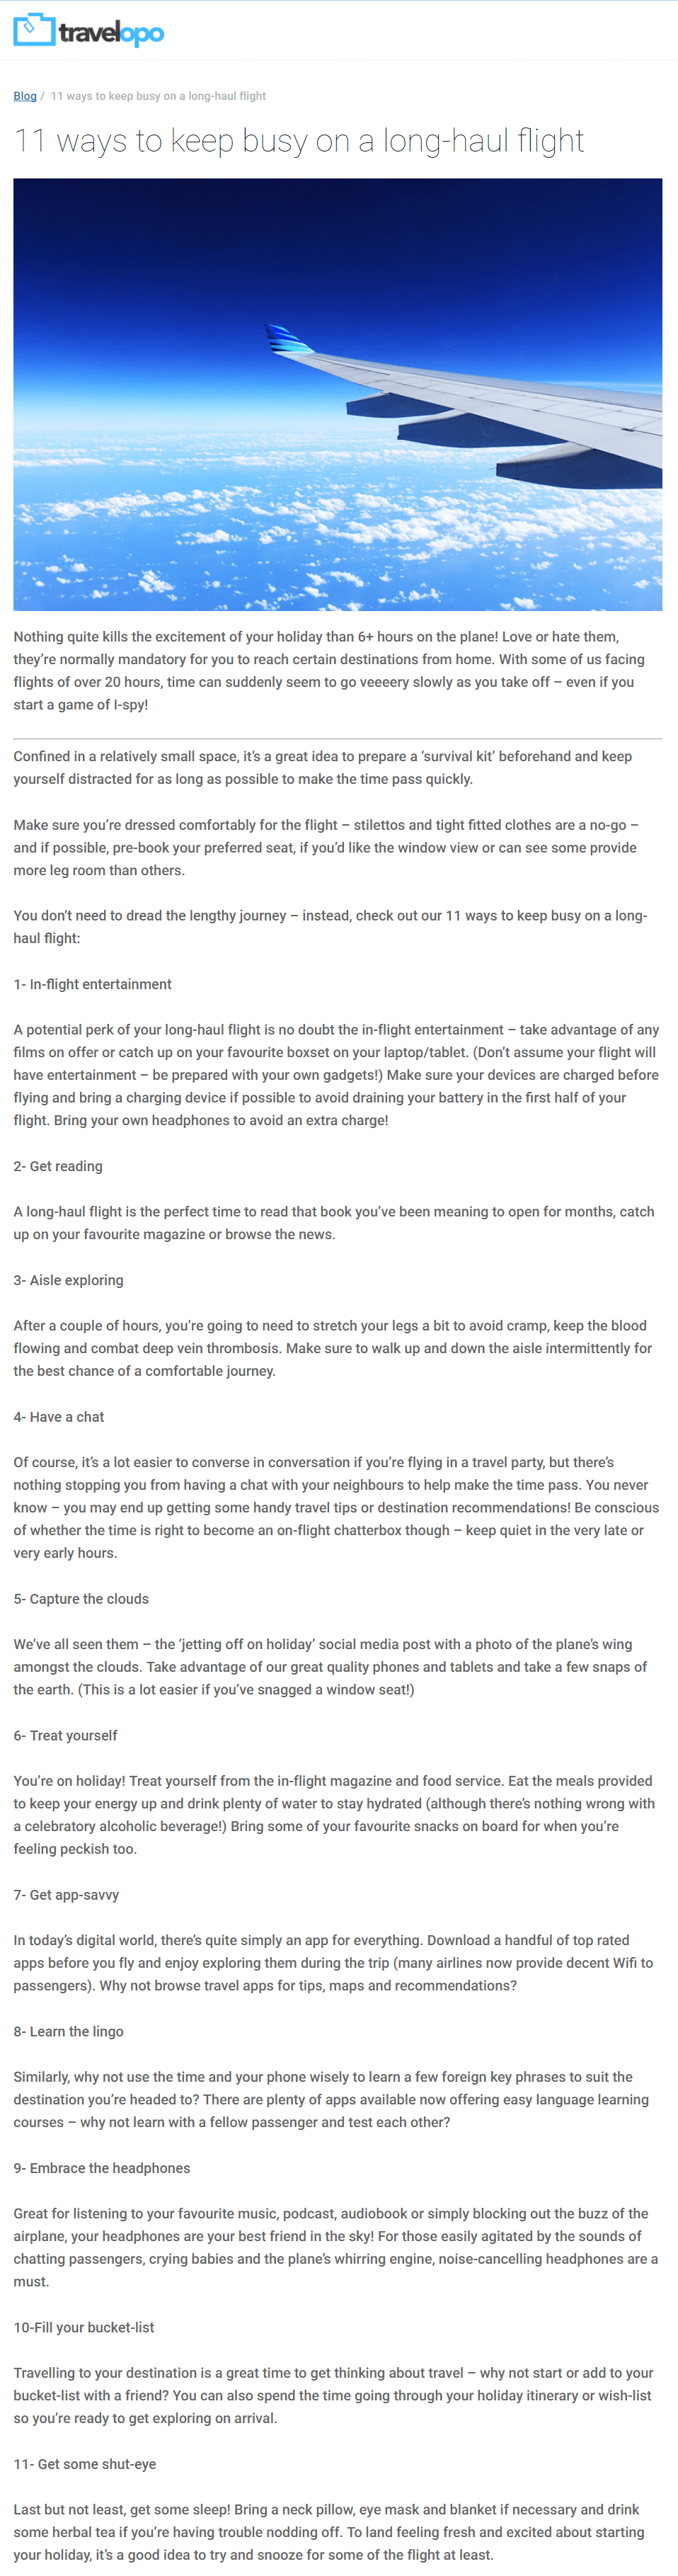 travelopo
Blog / 11 ways to keep busy on a long-haul flight
11 ways to keep busy on a long-haul flight
Nothing quite kills the excitement of your holiday than 6+ hours on the plane! Love or hate them,
they’re normally mandatory for you to reach certain destinations from home. With some of us facing
flights of over 20 hours, time can suddenly seem to go veeeery slowly as you take off – even if you
start a game of I-spy!
Confined in a relatively small space, it’s a great idea to prepare a ‘survival kit’ beforehand and keep
yourself distracted for as long as possible to make the time pass quickly.
Make sure you’re dressed comfortably for the flight – stilettos and tight fitted clothes are a no-go –
and if possible, pre-book your preferred seat, if you’d like the window view or can see some provide
more leg room than others.
You don’t need to dread the lengthy journey – instead, check out our 11 ways to keep busy on a long-
haul flight:
1- In-flight entertainment
A potential perk of your long-haul flight is no doubt the in-flight entertainment – take advantage of any
films on offer or catch up on your favourite boxset on your laptop/tablet. (Don’t assume your flight will
have entertainment – be prepared with your own gadgets!) Make sure your devices are charged before
flying and bring a charging device if possible to avoid draining your battery in the first half of your
flight. Bring your own headphones to avoid an extra charge!
2- Get reading
A long-haul flight is the perfect time to read that book you’ve been meaning to open for months, catch
up on your favourite magazine or browse the news.
3- Aisle exploring
After a couple of hours, you’re going to need to stretch your legs a bit to avoid cramp, keep the blood
flowing and combat deep vein thrombosis. Make sure to walk up and down the aisle intermittently for
the best chance of a comfortable journey.
4- Have a chat
Of course, it’s a lot easier to converse in conversation if you’re flying in a travel party, but there’s
nothing stopping you from having a chat with your neighbours to help make the time pass. You never
know – you may end up getting some handy travel tips or destination recommendations! Be conscious
of whether the time is right to become an on-flight chatterbox though – keep quiet in the very late or
very early hours.
5- Capture the clouds
We’ve all seen them – the ‘jetting off on holiday’ social media post with a photo of the plane’s wing
amongst the clouds. Take advantage of our great quality phones and tablets and take a few snaps of
the earth. (This is a lot easier if you’ve snagged a window seat!)
6- Treat yourself
You’re on holiday! Treat yourself from the in-flight magazine and food service. Eat the meals provided
to keep your energy up and drink plenty of water to stay hydrated (although there’s nothing wrong with
a celebratory alcoholic beverage!) Bring some of your favourite snacks on board for when you’re
feeling peckish too.
7- Get app-savvy
In today’s digital world, there’s quite simply an app for everything. Download a handful of top rated
apps before you fly and enjoy exploring them during the trip (many airlines now provide decent Wifi to
passengers). Why not browse travel apps for tips, maps and recommendations?
8- Learn the lingo
Similarly, why not use the time and your phone wisely to learn a few foreign key phrases to suit the
destination you’re headed to? There are plenty of apps available now offering easy language learning
courses – why not learn with a fellow passenger and test each other?
9- Embrace the headphones
Great for listening to your favourite music, podcast, audiobook or simply blocking out the buzz of the
airplane, your headphones are your best friend in the sky! For those easily agitated by the sounds of
chatting passengers, crying babies and the plane’s whirring engine, noise-cancelling headphones are a
must.
10-Fill your bucket-list
Travelling to your destination is a great time to get thinking about travel – why not start or add to your
bucket-list with a friend? You can also spend the time going through your holiday itinerary or wish-list
so you’re ready to get exploring on arrival.
11- Get some shut-eye
Last but not least, get some sleep! Bring a neck pillow, eye mask and blanket if necessary and drink
some herbal tea if you’re having trouble nodding off. To land feeling fresh and excited about starting
your holiday, it’s a good idea to try and snooze for some of the flight at least.